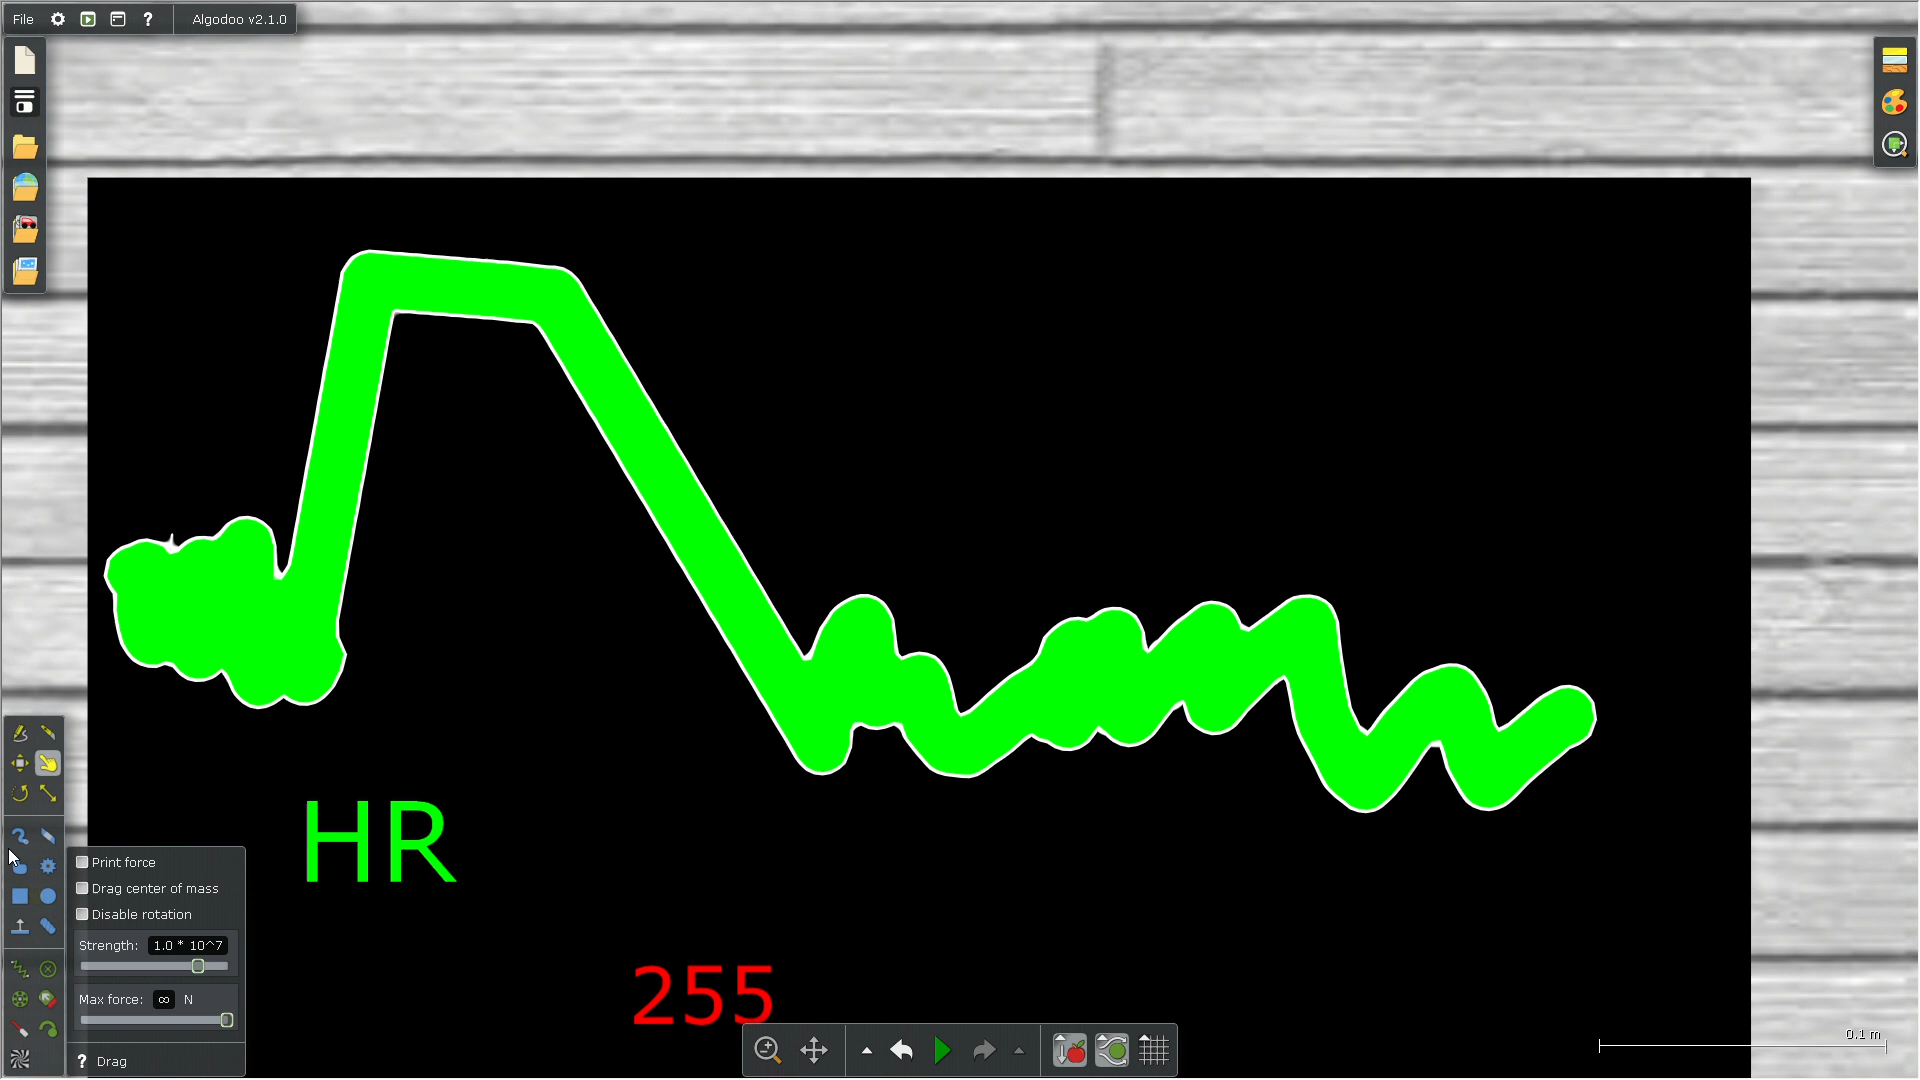 File ? Algodoo v2.1.0
HR
Print force
Drag center of mass
Disable rotation
Strength: 1.0 * 10^7
Max force: ∞ N
? Drag
255
0.1 m